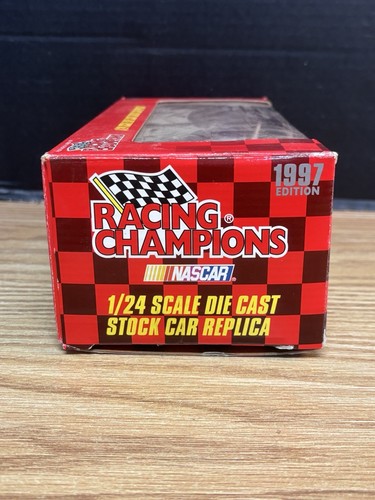 1997
EDITION
RACING®
CHAMPIONS
NASCAR®
1/24 SCALE DIE CAST
STOCK CAR REPLICA